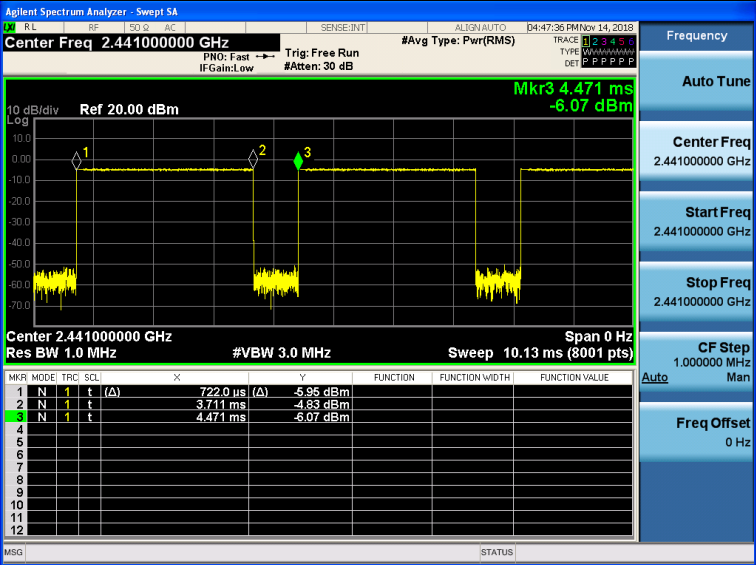 Agilent Spectrum Analyzer - Swept SA
LXI RL RF 50 Ω AC SENSE:INT ALIGN AUTO 04:47:36 PM Nov 14, 2018
Center Freq 2.441000000 GHz
PNO: Fast
IFGain:Low
Trig: Free Run
#Atten: 30 dB
#Avg Type: Pwr(RMS)
TRACE 1 2 3 4 5 6
TYPE W
DET P P P P P P
Mkr3 4.471 ms
-6.07 dBm
10 dB/div
Log
Ref 20.00 dBm
10.0
0.00
-10.0
-20.0
-30.0
-40.0
-50.0
-60.0
-70.0
1
2
3
Center 2.441000000 GHz
Span 0 Hz
Res BW 1.0 MHz
#VBW 3.0 MHz
Sweep 10.13 ms (8001 pts)
MKR MODE TRC SCL X Y FUNCTION FUNCTION WIDTH FUNCTION VALUE
1 N 1 t (Δ) 722.0 µs (Δ) -5.95 dBm
2 N 1 t 3.711 ms -4.83 dBm
3 N 1 t 4.471 ms -6.07 dBm
4
5
6
7
8
9
10
11
12
MSG
STATUS
Frequency
Auto Tune
Center Freq
2.441000000 GHz
Start Freq
2.441000000 GHz
Stop Freq
2.441000000 GHz
CF Step
1.000000 MHz
Auto Man
Freq Offset
0 Hz